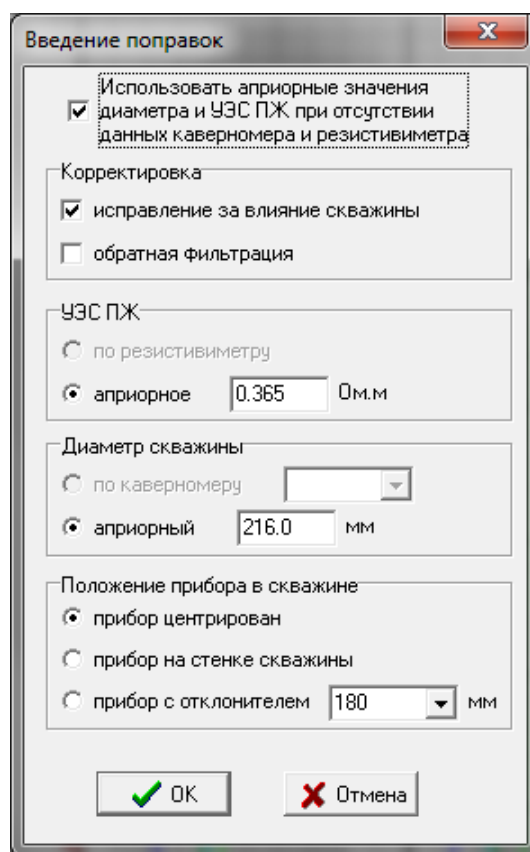 Введение поправок
Использовать априорные значения
диаметра и УЭС ПЖ при отсутствии
данных каверномера и резистивиметра
Корректировка
исправление за влияние скважины
обратная фильтрация
УЭС ПЖ
по резистивиметру
априорное 0.365 Ом.м
Диаметр скважины
по каверномеру
априорный 216.0 мм
Положение прибора в скважине
прибор центрирован
прибор на стенке скважины
прибор с отклонителем 180 мм
OK Отмена